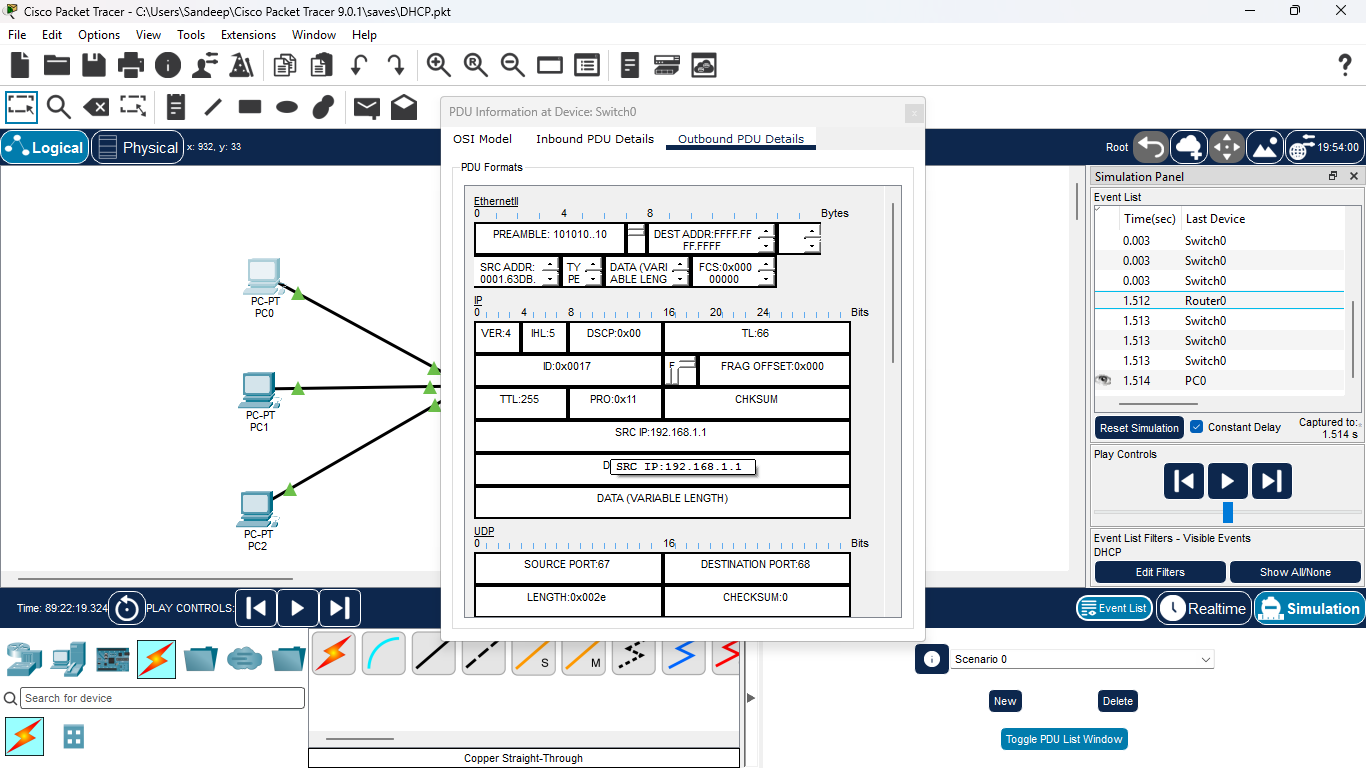 Cisco Packet Tracer - C:\Users\Sandeep\Cisco Packet Tracer 9.0.1\saves\DHCP.pkt
File Edit Options View Tools Extensions Window Help
Logical Physical x: 932, y: 33
Root 19:54:00
PC-PT
PC0
PC-PT
PC1
PC-PT
PC2
PDU Information at Device: Switch0
OSI Model Inbound PDU Details Outbound PDU Details
PDU Formats
EthernetII
0 4 8 Bytes
PREAMBLE: 101010..10 DEST ADDR:FFFF.FF
FF.FFFF
SRC ADDR: TY DATA (VARI FCS:0x000
0001.63DB. PE ABLE LENG 00000
IP
0 4 8 16 20 24 Bits
VER:4 IHL:5 DSCP:0x00 TL:66
ID:0x0017 F FRAG OFFSET:0x000
TTL:255 PRO:0x11 CHKSUM
SRC IP:192.168.1.1
D SRC IP:192.168.1.1
DATA (VARIABLE LENGTH)
UDP
0 16 Bits
SOURCE PORT:67 DESTINATION PORT:68
LENGTH:0x002e CHECKSUM:0
Simulation Panel
Event List
Time(sec) Last Device
0.003 Switch0
0.003 Switch0
0.003 Switch0
1.512 Router0
1.513 Switch0
1.513 Switch0
1.513 Switch0
1.514 PC0
Reset Simulation Constant Delay Captured to:
1.514 s
Play Controls
Event List Filters - Visible Events
DHCP
Edit Filters Show All/None
Time: 89:22:19.324 PLAY CONTROLS:
Event List Realtime Simulation
S M
Search for device
Copper Straight-Through
Scenario 0
New Delete
Toggle PDU List Window